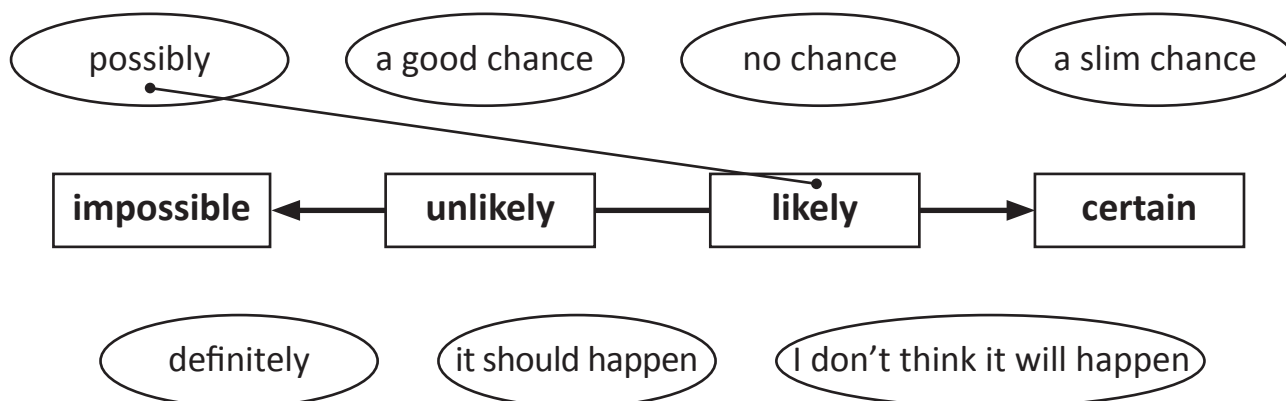 possibly a good chance no chance a slim chance
impossible unlikely likely certain
definitely it should happen I don’t think it will happen